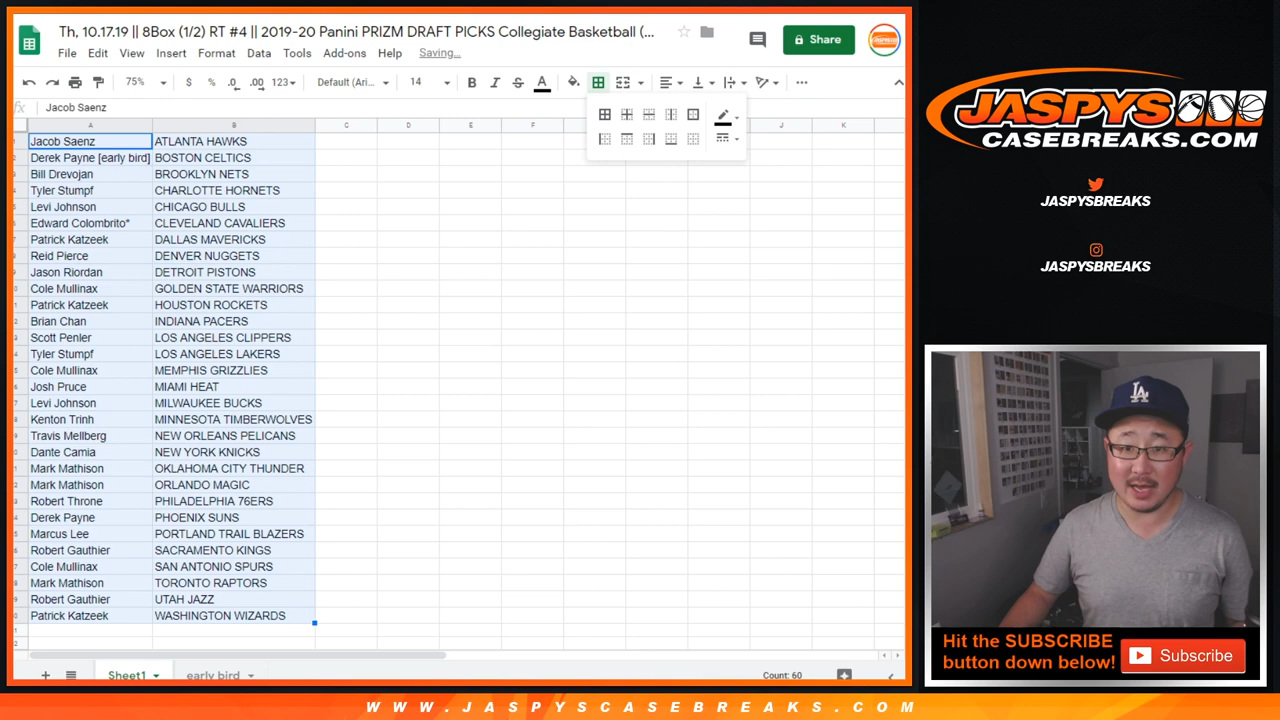 Th, 10.17.19 || 8Box (1/2) RT #4 || 2019-20 Panini PRIZM DRAFT PICKS Collegiate Basketball (...
File Edit View Insert Format Data Tools Add-ons Help Saving...
Share
75% $ % .0 .00 123 Default (Ari... 14 B I S A
fx Jacob Saenz
A B C D E F J K
Jacob Saenz ATLANTA HAWKS
Derek Payne [early bird] BOSTON CELTICS
Bill Drevojan BROOKLYN NETS
Tyler Stumpf CHARLOTTE HORNETS
Levi Johnson CHICAGO BULLS
Edward Colombrito* CLEVELAND CAVALIERS
Patrick Katzeek DALLAS MAVERICKS
Reid Pierce DENVER NUGGETS
Jason Riordan DETROIT PISTONS
Cole Mullinax GOLDEN STATE WARRIORS
Patrick Katzeek HOUSTON ROCKETS
Brian Chan INDIANA PACERS
Scott Penler LOS ANGELES CLIPPERS
Tyler Stumpf LOS ANGELES LAKERS
Cole Mullinax MEMPHIS GRIZZLIES
Josh Pruce MIAMI HEAT
Levi Johnson MILWAUKEE BUCKS
Kenton Trinh MINNESOTA TIMBERWOLVES
Travis Mellberg NEW ORLEANS PELICANS
Dante Camia NEW YORK KNICKS
Mark Mathison OKLAHOMA CITY THUNDER
Mark Mathison ORLANDO MAGIC
Robert Throne PHILADELPHIA 76ERS
Derek Payne PHOENIX SUNS
Marcus Lee PORTLAND TRAIL BLAZERS
Robert Gauthier SACRAMENTO KINGS
Cole Mullinax SAN ANTONIO SPURS
Mark Mathison TORONTO RAPTORS
Robert Gauthier UTAH JAZZ
Patrick Katzeek WASHINGTON WIZARDS
Sheet1 early bird Count: 60
JASPYS
CASEBREAKS.COM
JASPYSBREAKS
JASPYSBREAKS
LA
Hit the SUBSCRIBE
button down below!
Subscribe
WWW.JASPYSCASEBREAKS.COM